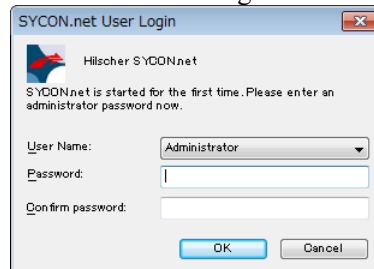 SYCON.net User Login
Hilscher SYCON.net
SYCON.net is started for the first time. Please enter an
administrator password now.
User Name:
Administrator
Password:
Confirm password:
OK
Cancel